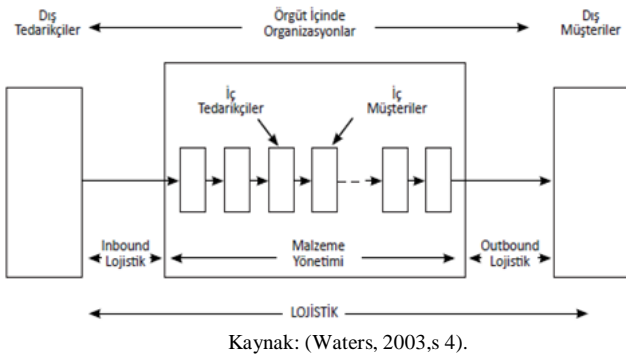 Dış
Tedarikçiler
Örgüt İçinde
Organizasyonlar
Dış
Müşteriler
İç
Tedarikçiler
İç
Müşteriler
Inbound
Lojistik
Malzeme
Yönetimi
Outbound
Lojistik
LOJİSTİK
Kaynak: (Waters, 2003,s 4).